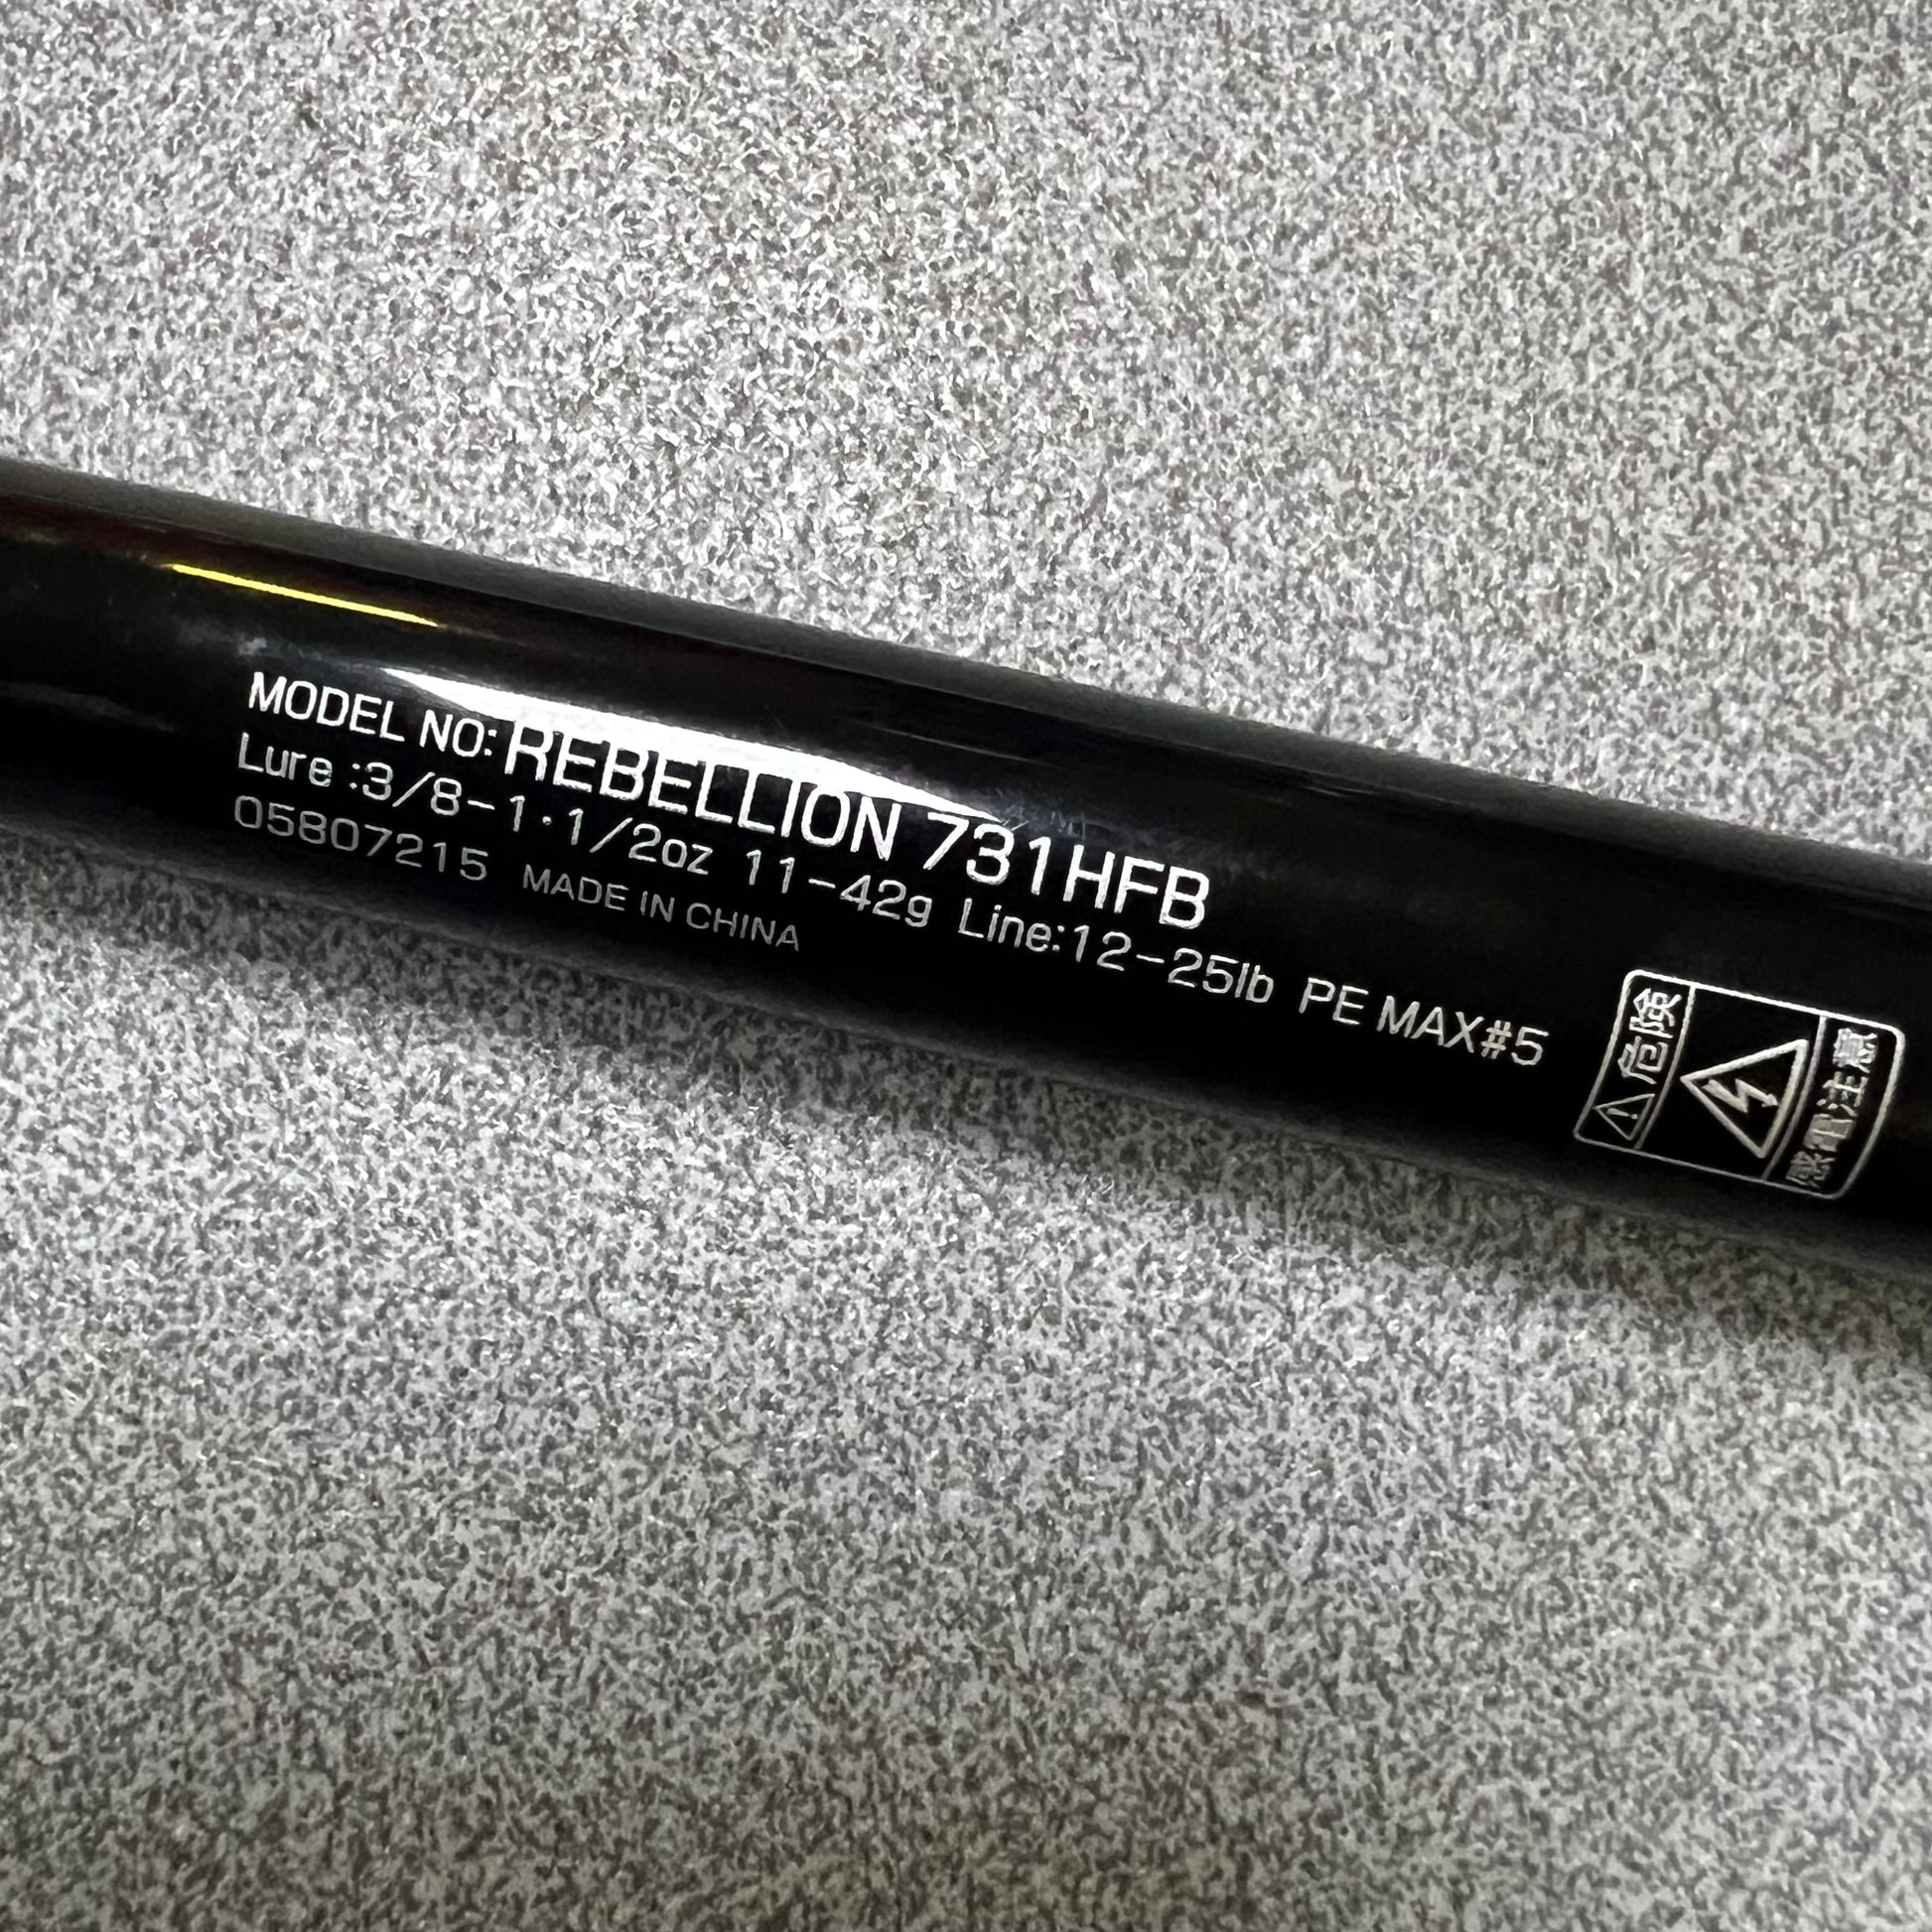 MODEL NO: REBELLION 731HFB
Lure :3/8-1・1/2oz 11-42g Line:12-25lb PE MAX#5
05807215 MADE IN CHINA
危険
感電注意